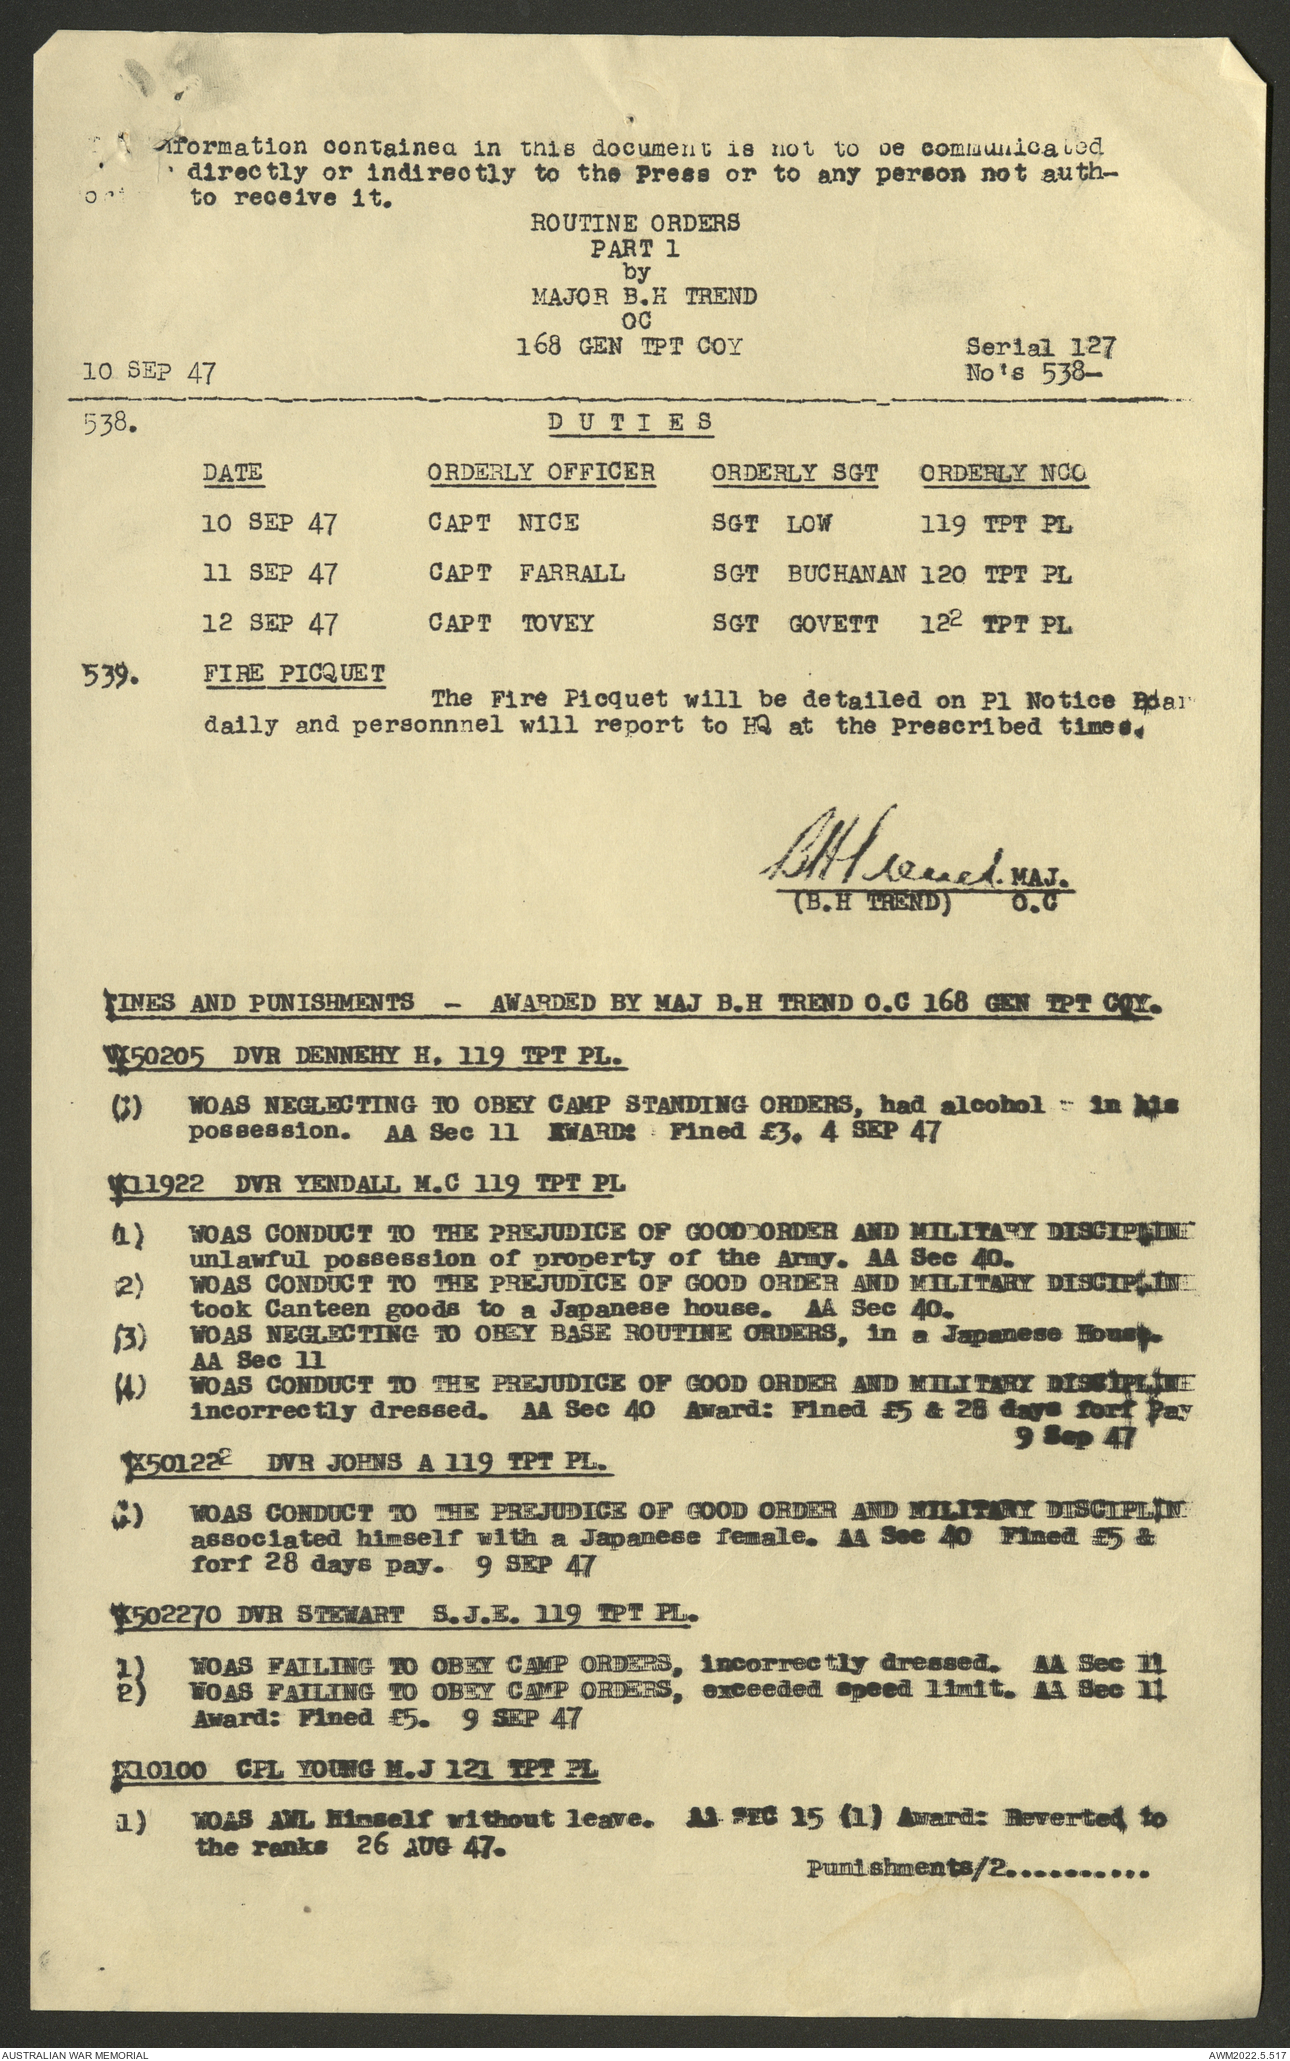 information contained in this document is not to be communicated
directly or indirectly to the Press or to any person not auth-
to receive it.
ROUTINE ORDERS
PART 1
by
MAJOR B.H TREND
OC
168 GEN TPT COY
Serial 127
10 SEP 47
No's 538-
538.
D U T I E S
DATE ORDERLY OFFICER ORDERLY SGT ORDERLY NCO
10 SEP 47 CAPT NICE SGT LOW 119 TPT PL
11 SEP 47 CAPT FARRALL SGT BUCHANAN 120 TPT PL
12 SEP 47 CAPT TOVEY SGT GOVETT 122 TPT PL
539. FIRE PICQUET
The Fire Picquet will be detailed on Pl Notice Boar
daily and personnnel will report to HQ at the Prescribed times.
BHTrend. MAJ.
(B.H TREND) O.C
FINES AND PUNISHMENTS - AWARDED BY MAJ B.H TREND O.C 168 GEN TPT COY.
VX50205 DVR DENNEHY H. 119 TPT PL.
(1) WOAS NEGLECTING TO OBEY CAMP STANDING ORDERS, had alcohol - in his
possession. AA Sec 11 AWARD: Fined £3. 4 SEP 47
11922 DVR YENDALL M.C 119 TPT PL
(1) WOAS CONDUCT TO THE PREJUDICE OF GOOD ORDER AND MILITARY DISCIPLINE
unlawful possession of property of the Army. AA Sec 40.
2) WOAS CONDUCT TO THE PREJUDICE OF GOOD ORDER AND MILITARY DISCIPLIN
took Canteen goods to a Japanese house. AA Sec 40.
(3) WOAS NEGLECTING TO OBEY BASE ROUTINE ORDERS, in a Japanese House.
AA Sec 11
(4) WOAS CONDUCT TO THE PREJUDICE OF GOOD ORDER AND MILITARY DISCIPLINE
incorrectly dressed. AA Sec 40 Award: Fined £5 & 28 days forf Pay
9 Sep 47
X501222 DVR JOHNS A 119 TPT PL.
1) WOAS CONDUCT TO THE PREJUDICE OF GOOD ORDER AND MILITARY DISCIPLIN
associated himself with a Japanese female. AA Sec 40 Fined £5 &
forf 28 days pay. 9 SEP 47
X502270 DVR STEWART S.J.E. 119 TPT PL.
1) WOAS FAILING TO OBEY CAMP ORDERS, incorrectly dressed. AA Sec 11
2) WOAS FAILING TO OBEY CAMP ORDERS, exceeded speed limit. AA Sec 11
Award: Fined £5. 9 SEP 47
X10100 CPL YOUNG M.J 121 TPT PL
1) WOAS AWL Himself without leave. AA SEC 15 (1) Award: Reverted to
the ranks 26 AUG 47.
Punishments/2..........
AUSTRALIAN WAR MEMORIAL
AWM2022.5.517